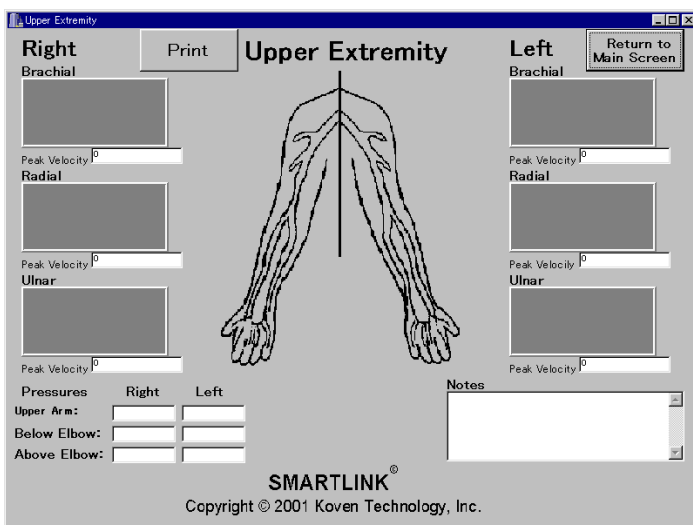 Upper Extremity
Right
Print
Upper Extremity
Left
Return to
Main Screen
Brachial
Brachial
Peak Velocity 0
Peak Velocity 0
Radial
Radial
Peak Velocity 0
Peak Velocity 0
Ulnar
Ulnar
Peak Velocity 0
Peak Velocity 0
Pressures Right Left
Upper Arm:
Below Elbow:
Above Elbow:
Notes
SMARTLINK©
Copyright © 2001 Koven Technology, Inc.